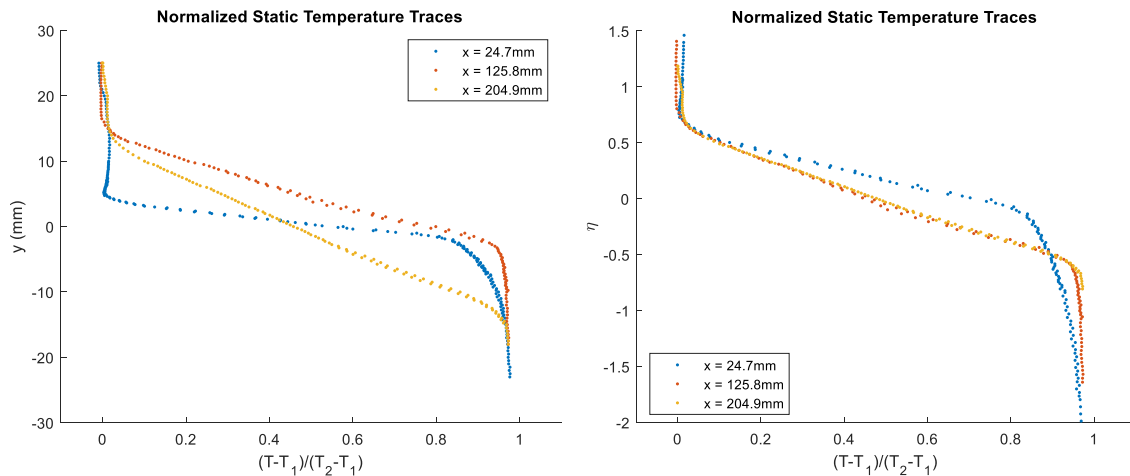 Normalized Static Temperature Traces
30
20
10
0
-10
-20
-30
y (mm)
x = 24.7mm
x = 125.8mm
x = 204.9mm
0 0.2 0.4 0.6 0.8 1
(T-T₁)/(T₂-T₁)
Normalized Static Temperature Traces
1.5
1
0.5
0
-0.5
-1
-1.5
-2
η
x = 24.7mm
x = 125.8mm
x = 204.9mm
0 0.2 0.4 0.6 0.8 1
(T-T₁)/(T₂-T₁)